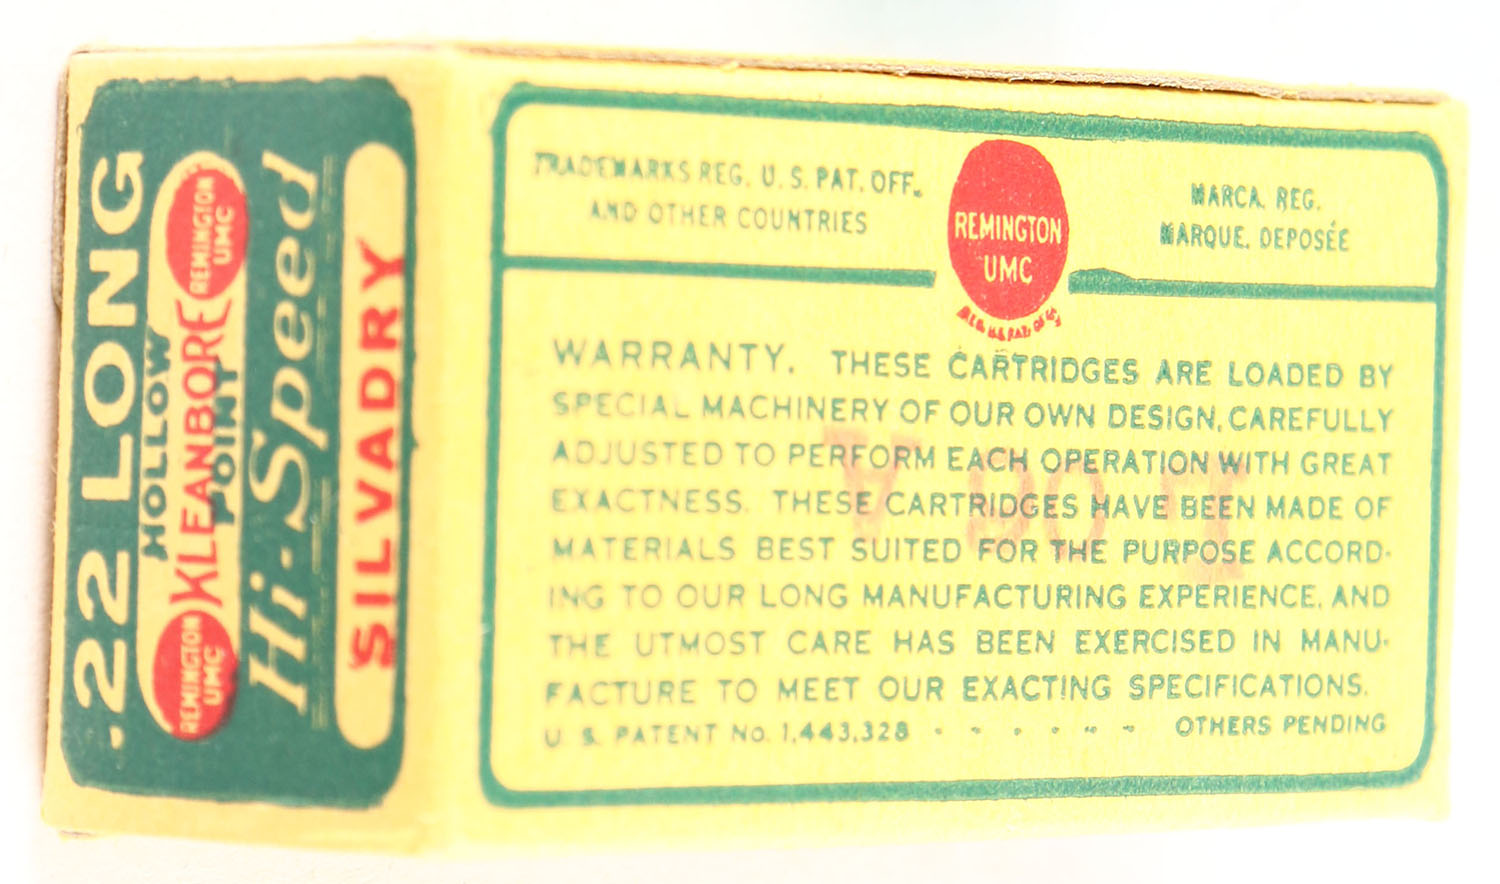 .22 LONG
HOLLOW
REMINGTON
UMC
KLEANBORE
REMINGTON
UMC
POINT
Hi-Speed
SILVADRY
TRADEMARKS REG. U. S. PAT. OFF.
AND OTHER COUNTRIES
REMINGTON
UMC
REG. U.S. PAT. OFF.
MARCA. REG.
MARQUE. DEPOSÉE
WARRANTY. THESE CARTRIDGES ARE LOADED BY
SPECIAL MACHINERY OF OUR OWN DESIGN, CAREFULLY
ADJUSTED TO PERFORM EACH OPERATION WITH GREAT
EXACTNESS. THESE CARTRIDGES HAVE BEEN MADE OF
MATERIALS BEST SUITED FOR THE PURPOSE ACCORD-
ING TO OUR LONG MANUFACTURING EXPERIENCE, AND
THE UTMOST CARE HAS BEEN EXERCISED IN MANU-
FACTURE TO MEET OUR EXACTING SPECIFICATIONS.
U. S. PATENT No. 1,443,328 - - - - - - OTHERS PENDING